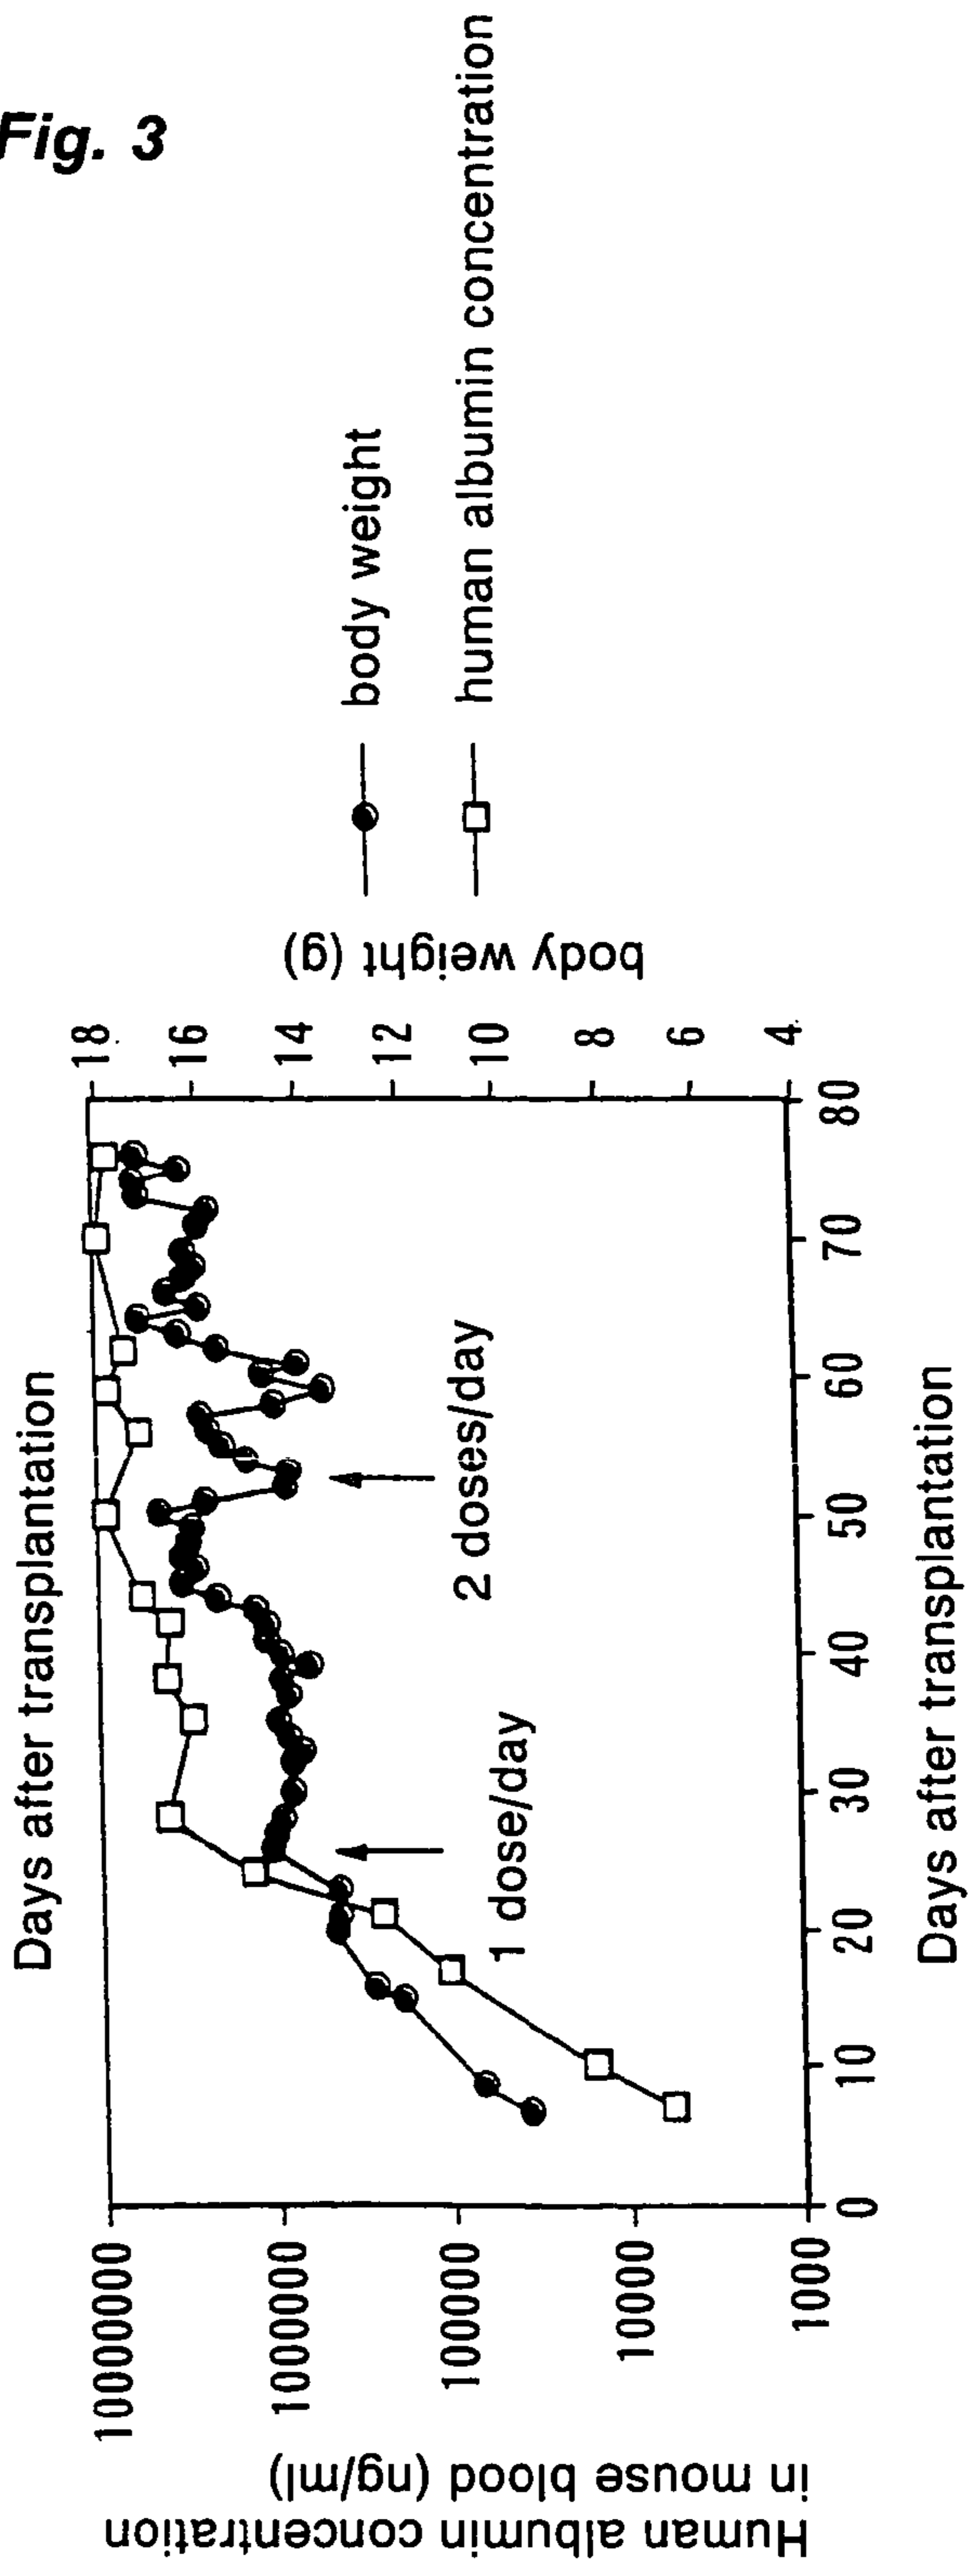 Fig. 3
Days after transplantation
Human albumin concentration
in mouse blood (ng/ml)
10000000
1000000
100000
10000
1000
18
16
14
12
10
8
6
4
body weight (g)
1 dose/day
2 doses/day
0 10 20 30 40 50 60 70 80
Days after transplantation
body weight
human albumin concentration